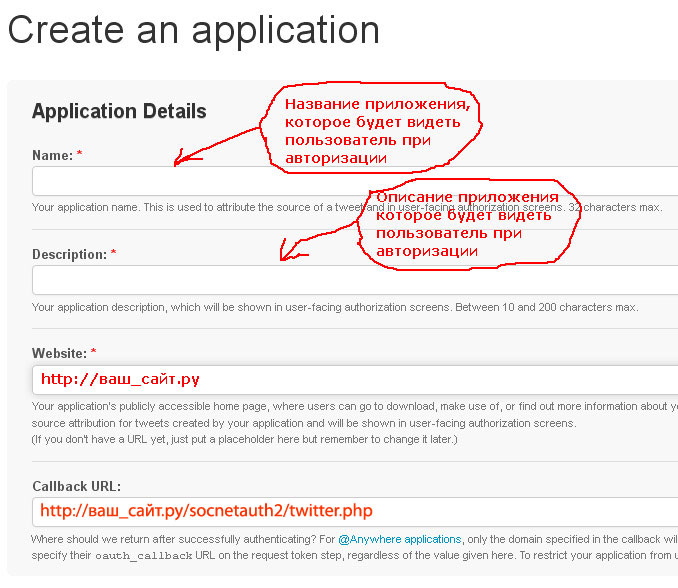 Create an application
Application Details
Название приложения,
которое будет видеть
пользователь при
авторизации
Name: *
Your application name. This is used to attribute the source of a tweet and in user-facing authorization screens. 32 characters max.
Описание приложения
которое будет видеть
пользователь при
авторизации
Description: *
Your application description, which will be shown in user-facing authorization screens. Between 10 and 200 characters max.
Website: *
http://ваш_сайт.ру
Your application's publicly accessible home page, where users can go to download, make use of, or find out more information about
source attribution for tweets created by your application and will be shown in user-facing authorization screens.
(If you don't have a URL yet, just put a placeholder here but remember to change it later.)
Callback URL:
http://ваш_сайт.ру/socnetauth2/twitter.php
Where should we return after successfully authenticating? For @Anywhere applications, only the domain specified in the callback
specify their oauth_callback URL on the request token step, regardless of the value given here. To restrict your application from